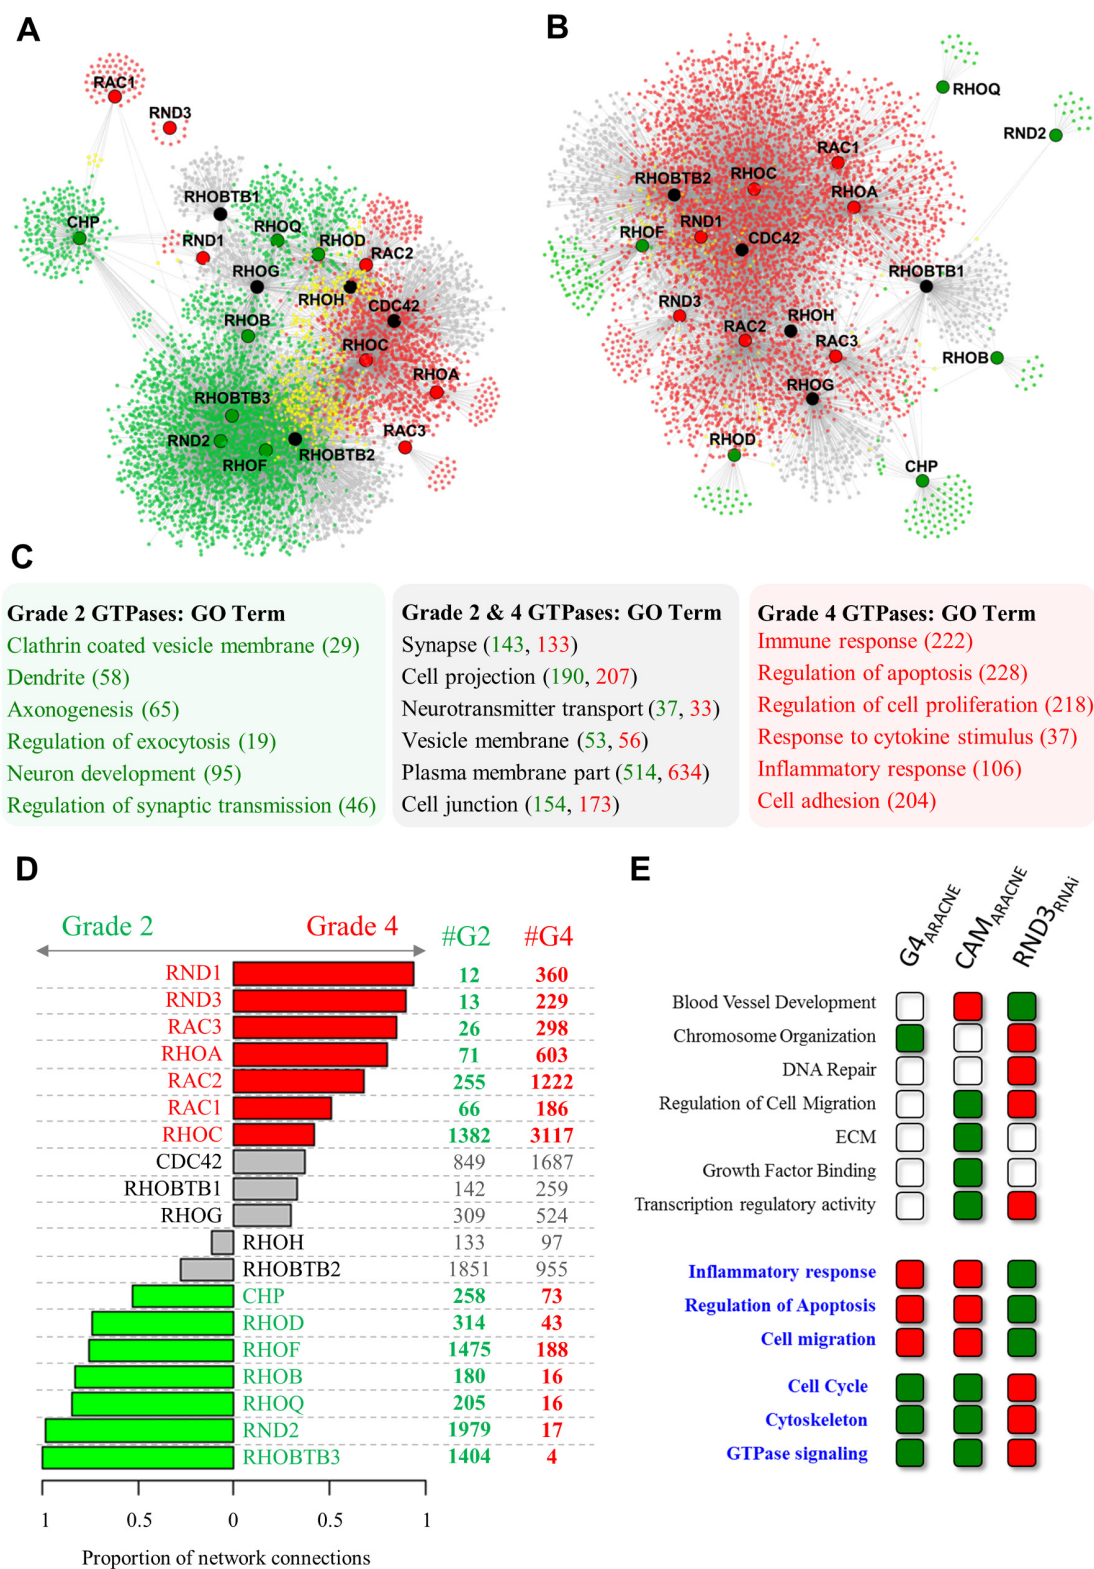 A
RAC1
RND3
RHOBTB1
CHP
RHOQ
RND1
RHOD
RAC2
RHOG
RHOH
CDC42
RHOB
RHOC
RHOA
RHOBTB3
RAC3
RND2
RHOBTB2
RHOF
B
RHOQ
RND2
RAC1
RHOBTB2
RHOC
RHOA
RND1
RHOF
CDC42
RHOBTB1
RND3
RHOH
RAC2
RAC3
RHOB
RHOG
RHOD
CHP
C
Grade 2 GTPases: GO Term
Clathrin coated vesicle membrane (29)
Dendrite (58)
Axonogenesis (65)
Regulation of exocytosis (19)
Neuron development (95)
Regulation of synaptic transmission (46)
Grade 2 & 4 GTPases: GO Term
Synapse (143, 133)
Cell projection (190, 207)
Neurotransmitter transport (37, 33)
Vesicle membrane (53, 56)
Plasma membrane part (514, 634)
Cell junction (154, 173)
Grade 4 GTPases: GO Term
Immune response (222)
Regulation of apoptosis (228)
Regulation of cell proliferation (218)
Response to cytokine stimulus (37)
Inflammatory response (106)
Cell adhesion (204)
D
Grade 2 Grade 4 #G2 #G4
RND1 12 360
RND3 13 229
RAC3 26 298
RHOA 71 603
RAC2 255 1222
RAC1 66 186
RHOC 1382 3117
CDC42 849 1687
RHOBTB1 142 259
RHOG 309 524
RHOH 133 97
RHOBTB2 1851 955
CHP 258 73
RHOD 314 43
RHOF 1475 188
RHOB 180 16
RHOQ 205 16
RND2 1979 17
RHOBTB3 1404 4
1 0.5 0 0.5 1
Proportion of network connections
E
G4ARACNE
CAMARACNE
RND3RNAi
Blood Vessel Development
Chromosome Organization
DNA Repair
Regulation of Cell Migration
ECM
Growth Factor Binding
Transcription regulatory activity
Inflammatory response
Regulation of Apoptosis
Cell migration
Cell Cycle
Cytoskeleton
GTPase signaling